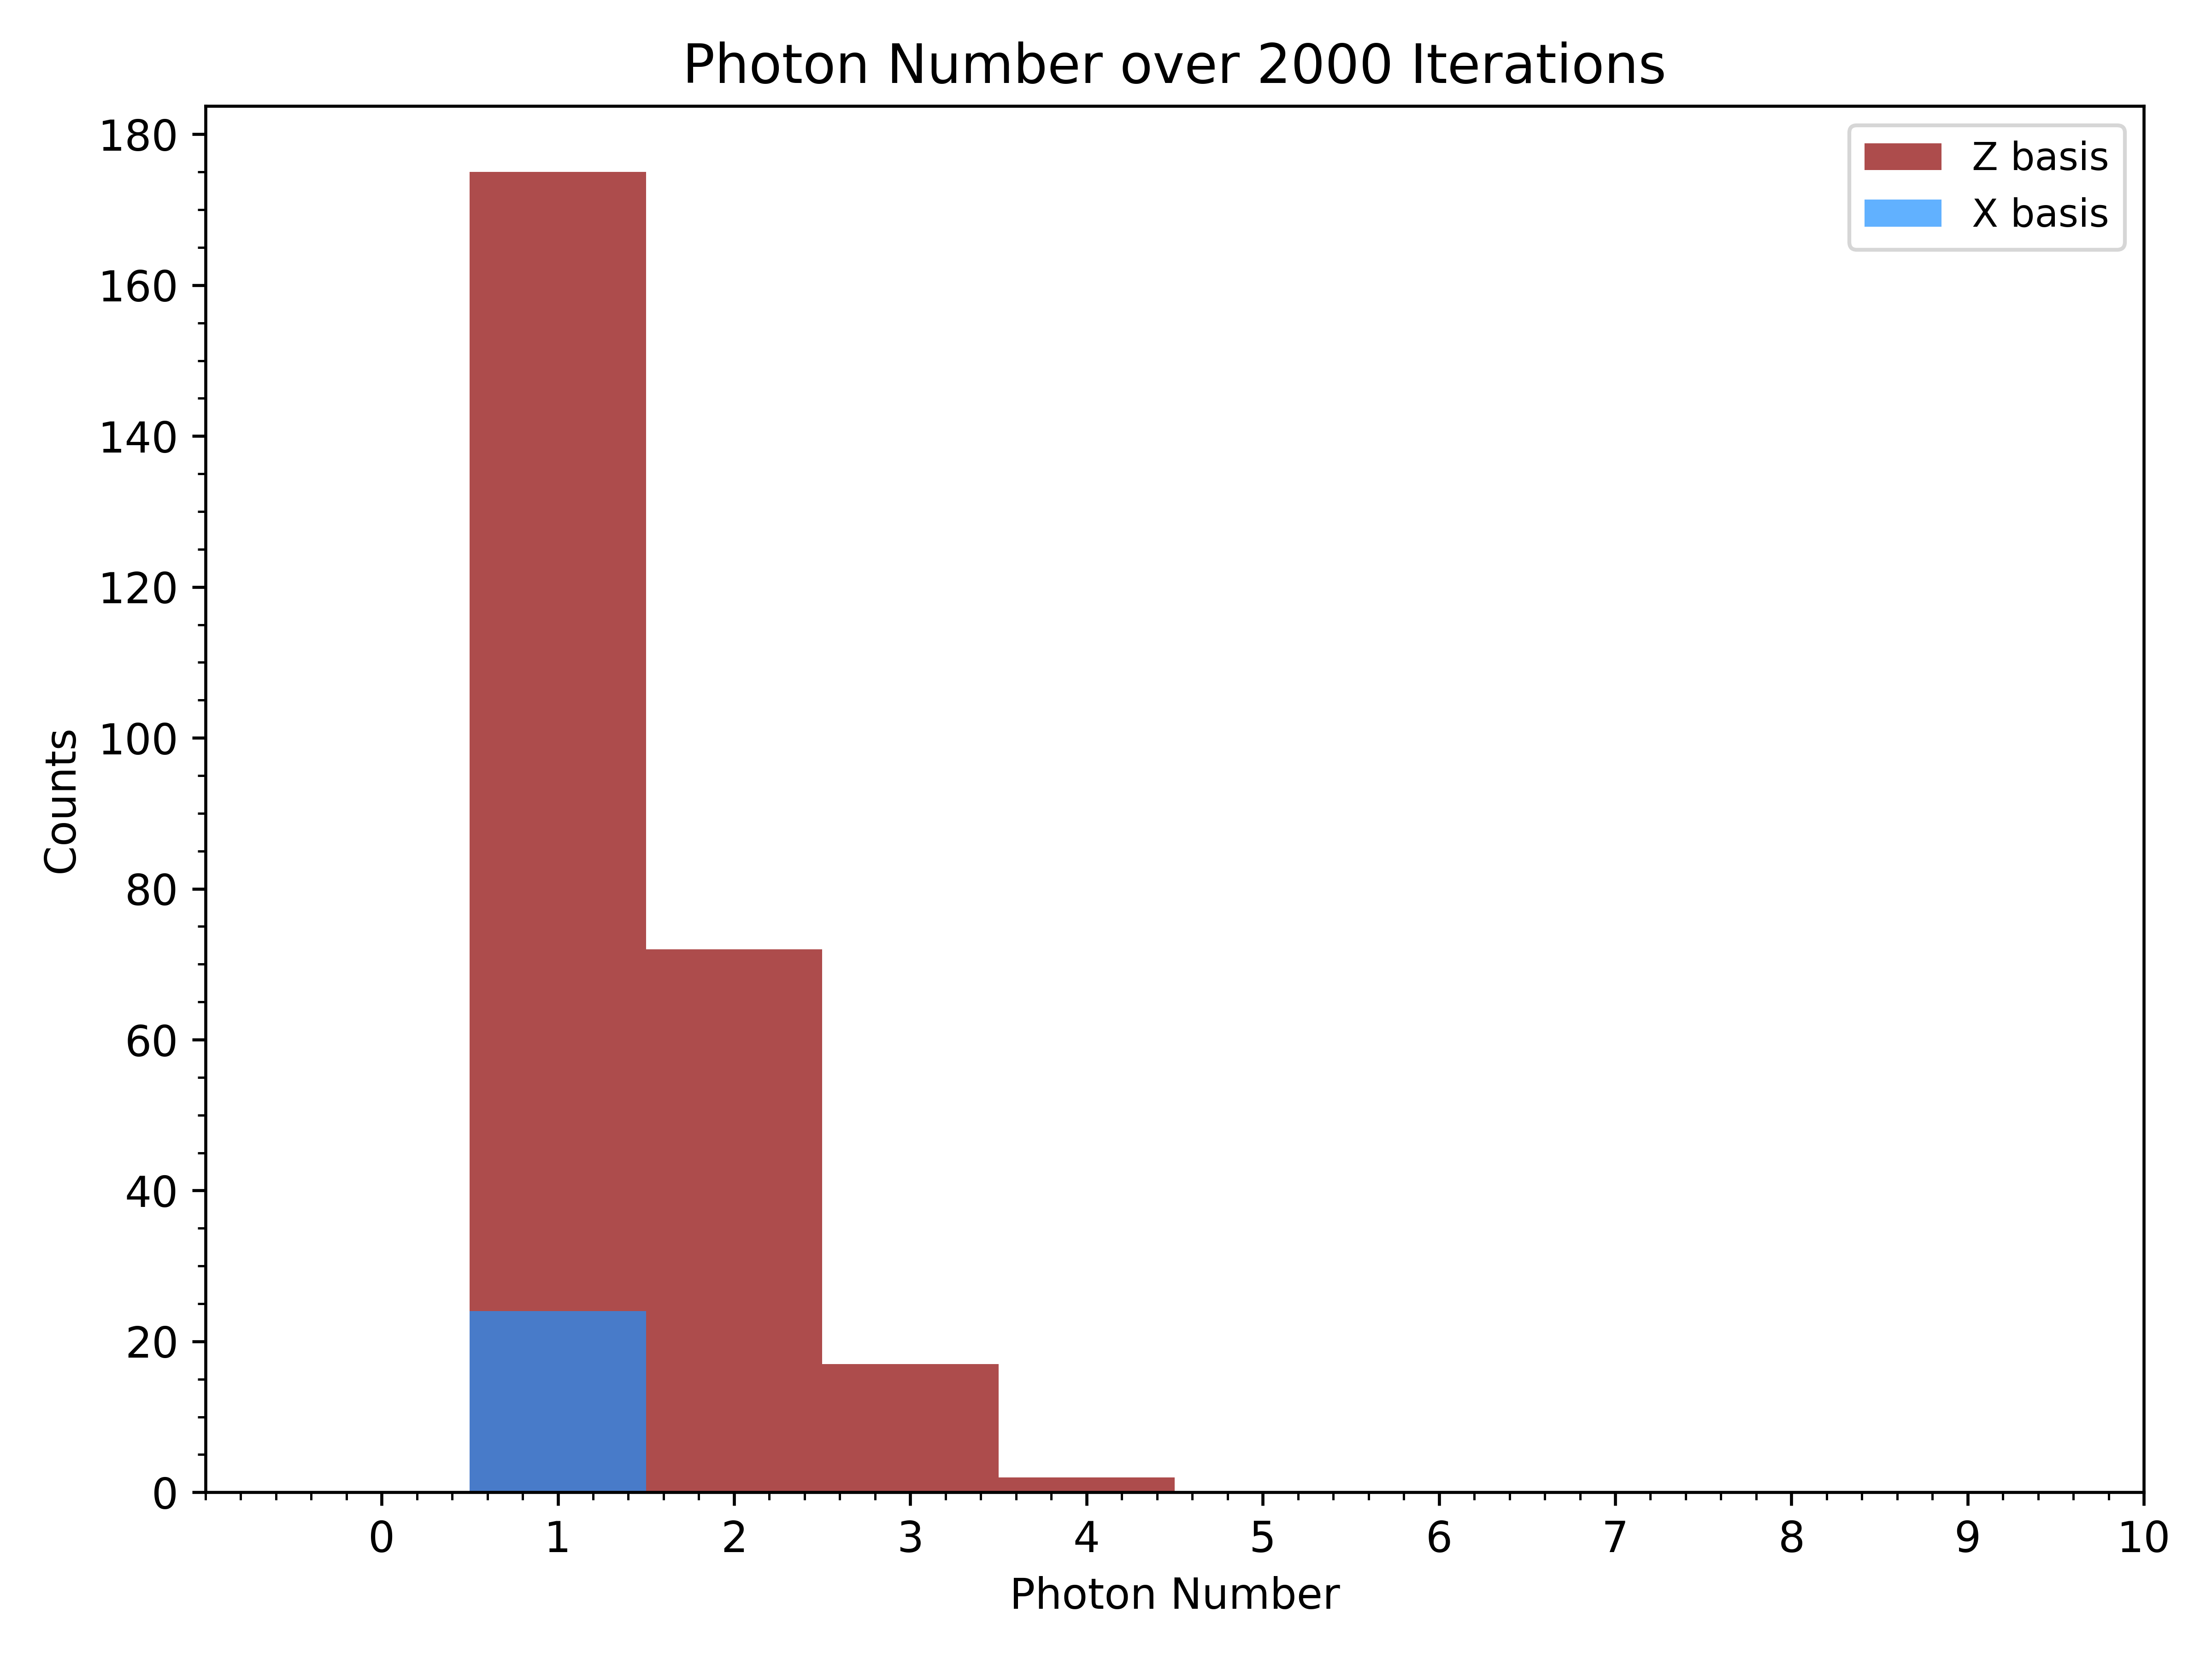 Photon Number over 2000 Iterations
Z basis
X basis
180
160
140
120
100
80
60
40
20
0
Counts
0 1 2 3 4 5 6 7 8 9 10
Photon Number